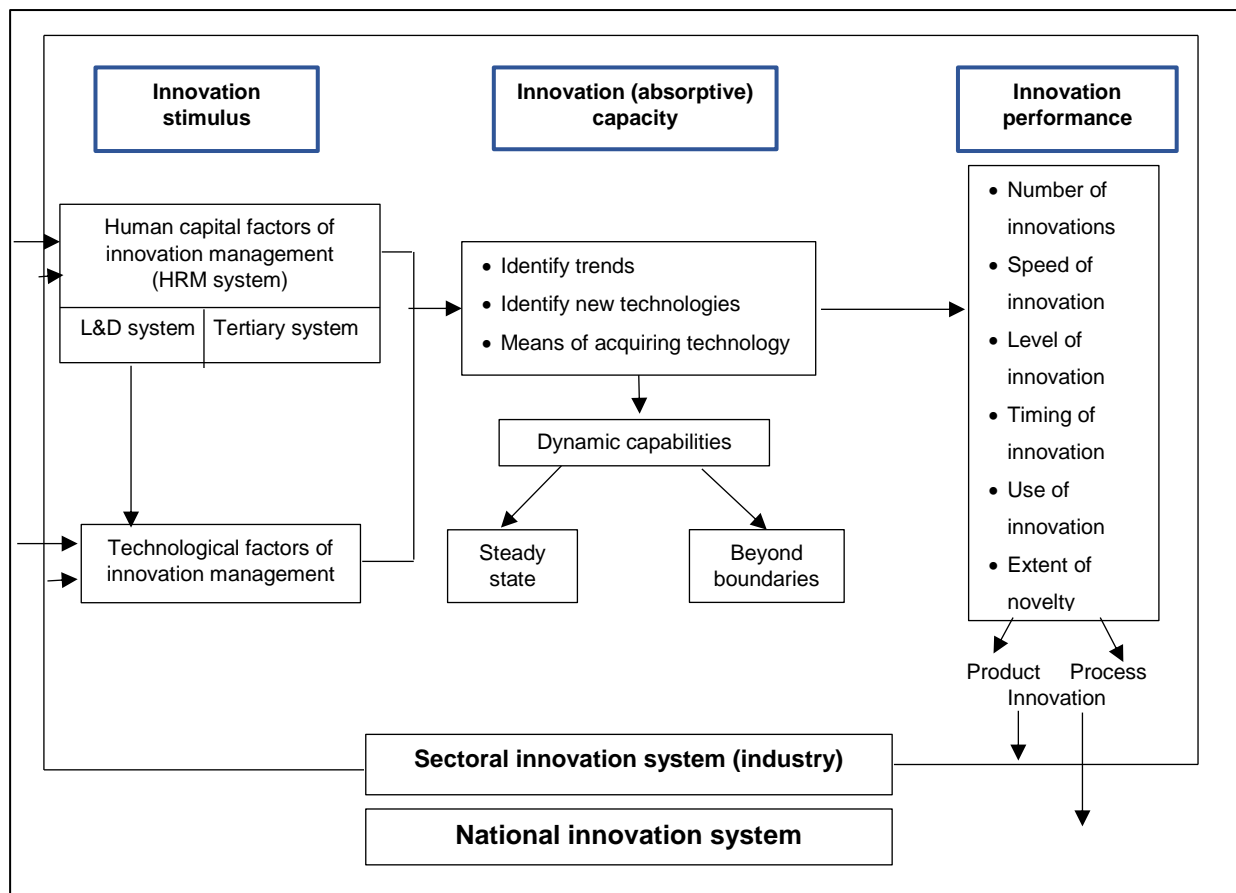 Innovation
stimulus
Innovation (absorptive)
capacity
Innovation
performance
Human capital factors of
innovation management
(HRM system)
L&D system
Tertiary system
Technological factors of
innovation management
• Identify trends
• Identify new technologies
• Means of acquiring technology
Dynamic capabilities
Steady
state
Beyond
boundaries
• Number of
innovations
• Speed of
innovation
• Level of
innovation
• Timing of
innovation
• Use of
innovation
• Extent of
novelty
Product Process
Innovation
Sectoral innovation system (industry)
National innovation system